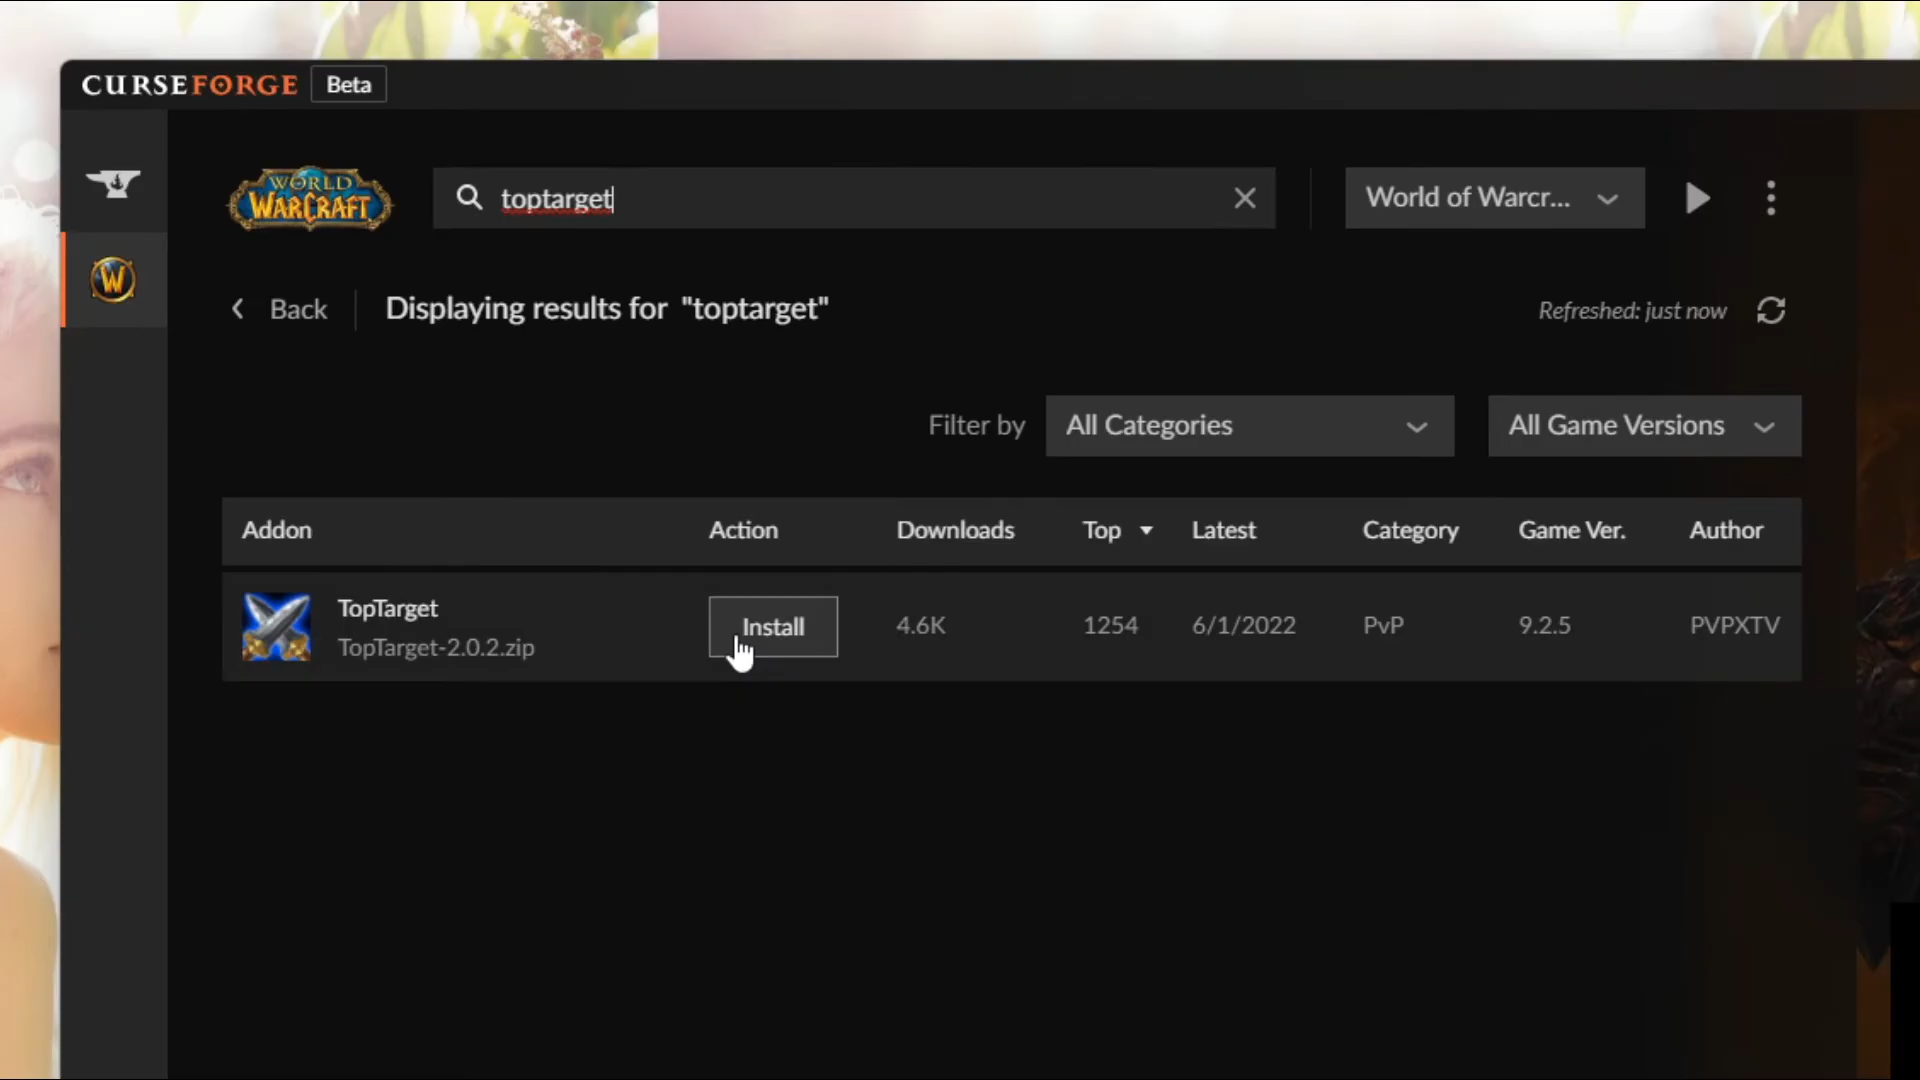 CURSEFORGE Beta
WORLD
WARCRAFT
toptarget
World of Warcr...
W
Back
Displaying results for "toptarget"
Refreshed: just now
Filter by All Categories All Game Versions
Addon Action Downloads Top Latest Category Game Ver. Author
TopTarget
TopTarget-2.0.2.zip
Install 4.6K 1254 6/1/2022 PvP 9.2.5 PVPXTV